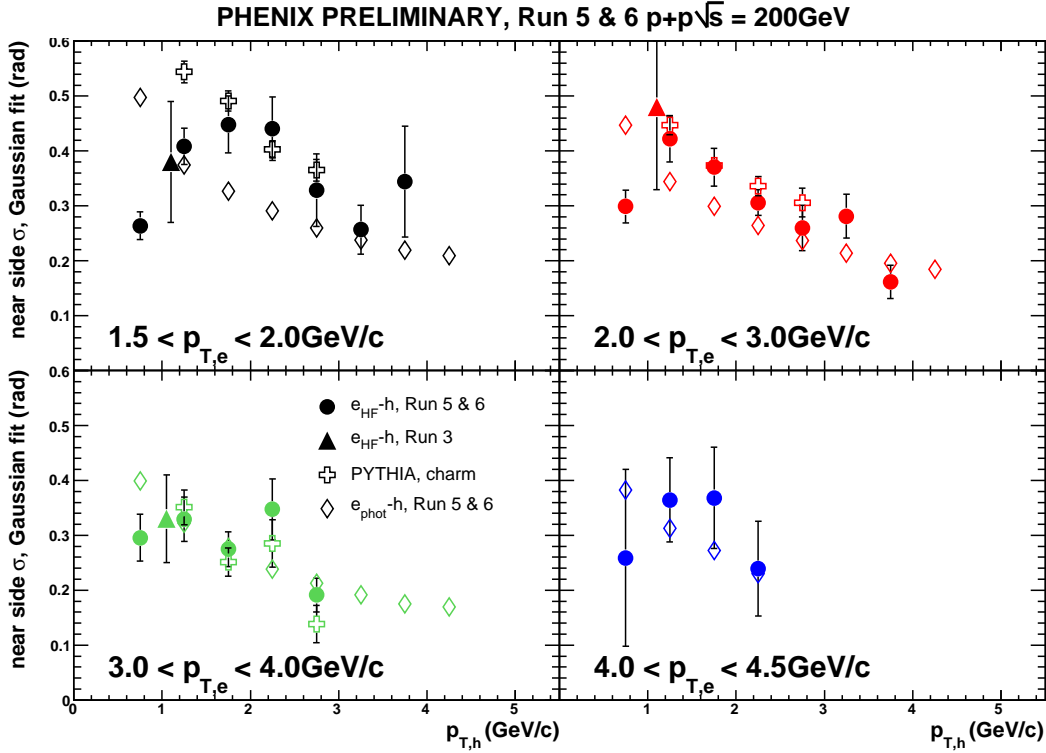 PHENIX PRELIMINARY, Run 5 & 6 p+p√s = 200GeV
near side σ, Gaussian fit (rad)
0.6
0.5
0.4
0.3
0.2
0.1
1.5 < p_T,e < 2.0GeV/c
2.0 < p_T,e < 3.0GeV/c
near side σ, Gaussian fit (rad)
0.6
0.5
0.4
0.3
0.2
0.1
0
e_HF-h, Run 5 & 6
e_HF-h, Run 3
PYTHIA, charm
e_phot-h, Run 5 & 6
3.0 < p_T,e < 4.0GeV/c
4.0 < p_T,e < 4.5GeV/c
0 1 2 3 4 5
1 2 3 4 5
p_T,h (GeV/c)
p_T,h (GeV/c)